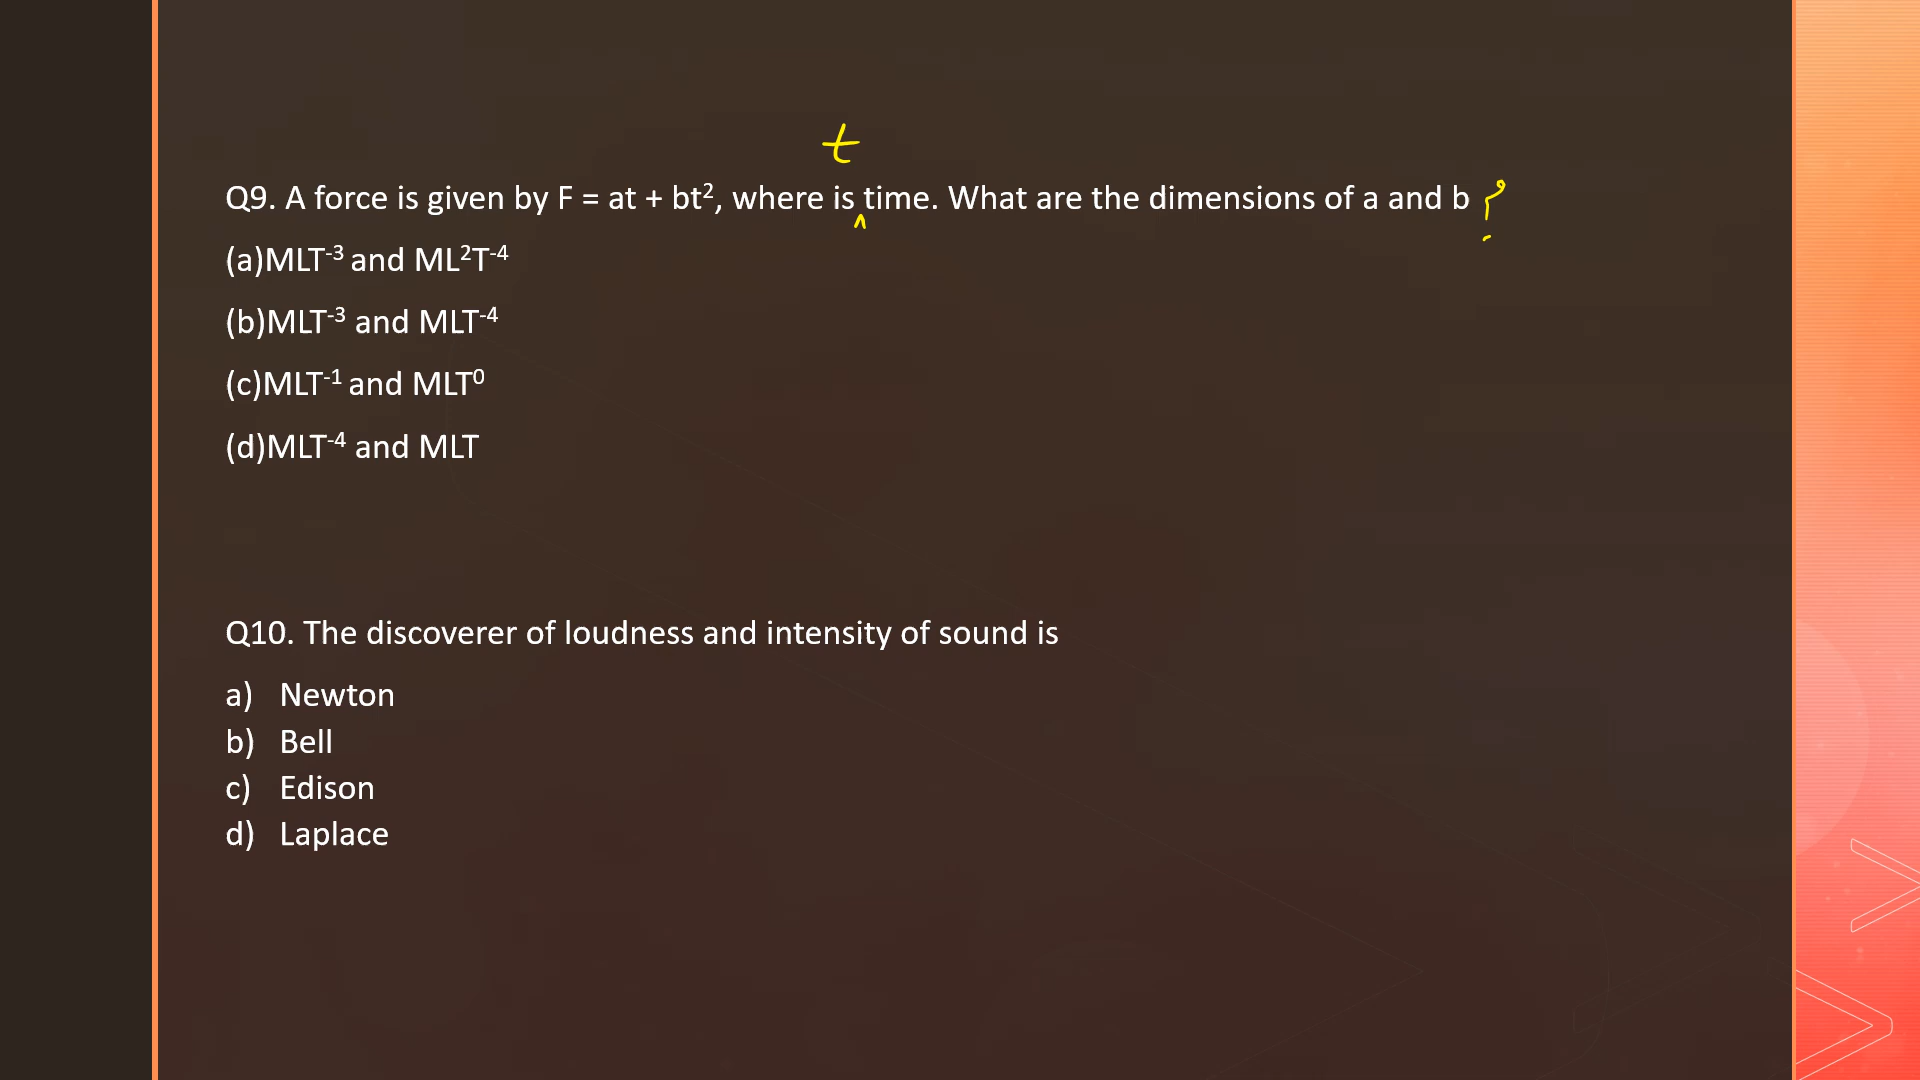 t
Q9. A force is given by F = at + bt², where is time. What are the dimensions of a and b ?
^
(a)MLT⁻³ and ML²T⁻⁴
(b)MLT⁻³ and MLT⁻⁴
(c)MLT⁻¹ and MLT⁰
(d)MLT⁻⁴ and MLT
Q10. The discoverer of loudness and intensity of sound is
a) Newton
b) Bell
c) Edison
d) Laplace